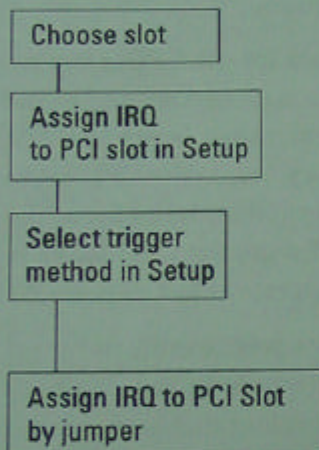 Choose slot
Assign IRQ
to PCI slot in Setup
Select trigger
method in Setup
Assign IRQ to PCI Slot
by jumper